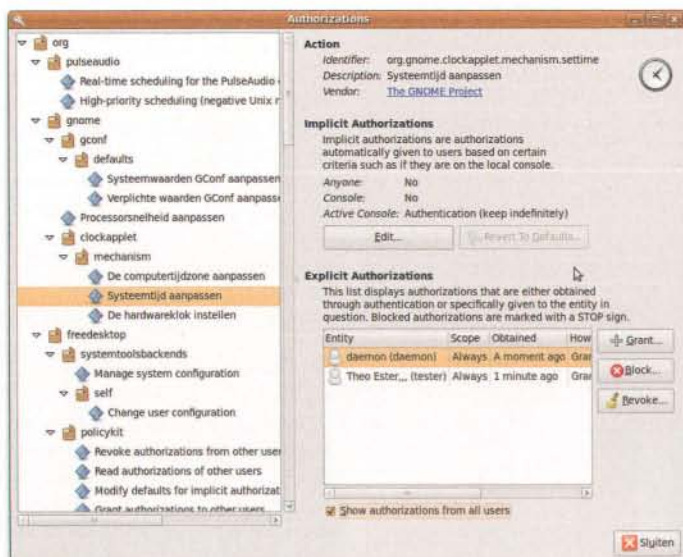 Authorizations
org
pulseaudio
Real-time scheduling for the PulseAudio
High-priority scheduling (negative Unix
gnome
gconf
defaults
Systeemwaarden GConf aanpassen
Verplichte waarden GConf aanpasse
Processorsnelheid aanpassen
clockapplet
mechanism
De computertijdzone aanpassen
Systeemtijd aanpassen
De hardwareklok instellen
freedesktop
systemtoolsbackends
Manage system configuration
self
Change user configuration
policykit
Revoke authorizations from other user
Read authorizations of other users
Modify defaults for implicit authorizat
Grant authorizations to other users
Action
Identifier: org.gnome.clockapplet.mechanism.settime
Description: Systeemtijd aanpassen
Vendor: The GNOME Project
Implicit Authorizations
Implicit authorizations are authorizations
automatically given to users based on certain
criteria such as if they are on the local console.
Anyone: No
Console: No
Active Console: Authentication (keep indefinitely)
Edit...
Revert To Defaults...
Explicit Authorizations
This list displays authorizations that are either obtained
through authentication or specifically given to the entity in
question. Blocked authorizations are marked with a STOP sign.
Entity Scope Obtained How
daemon (daemon) Always A moment ago Gra
Theo Ester,,, (tester) Always 1 minute ago Gra
Grant...
Block...
Revoke...
Show authorizations from all users
Sluiten